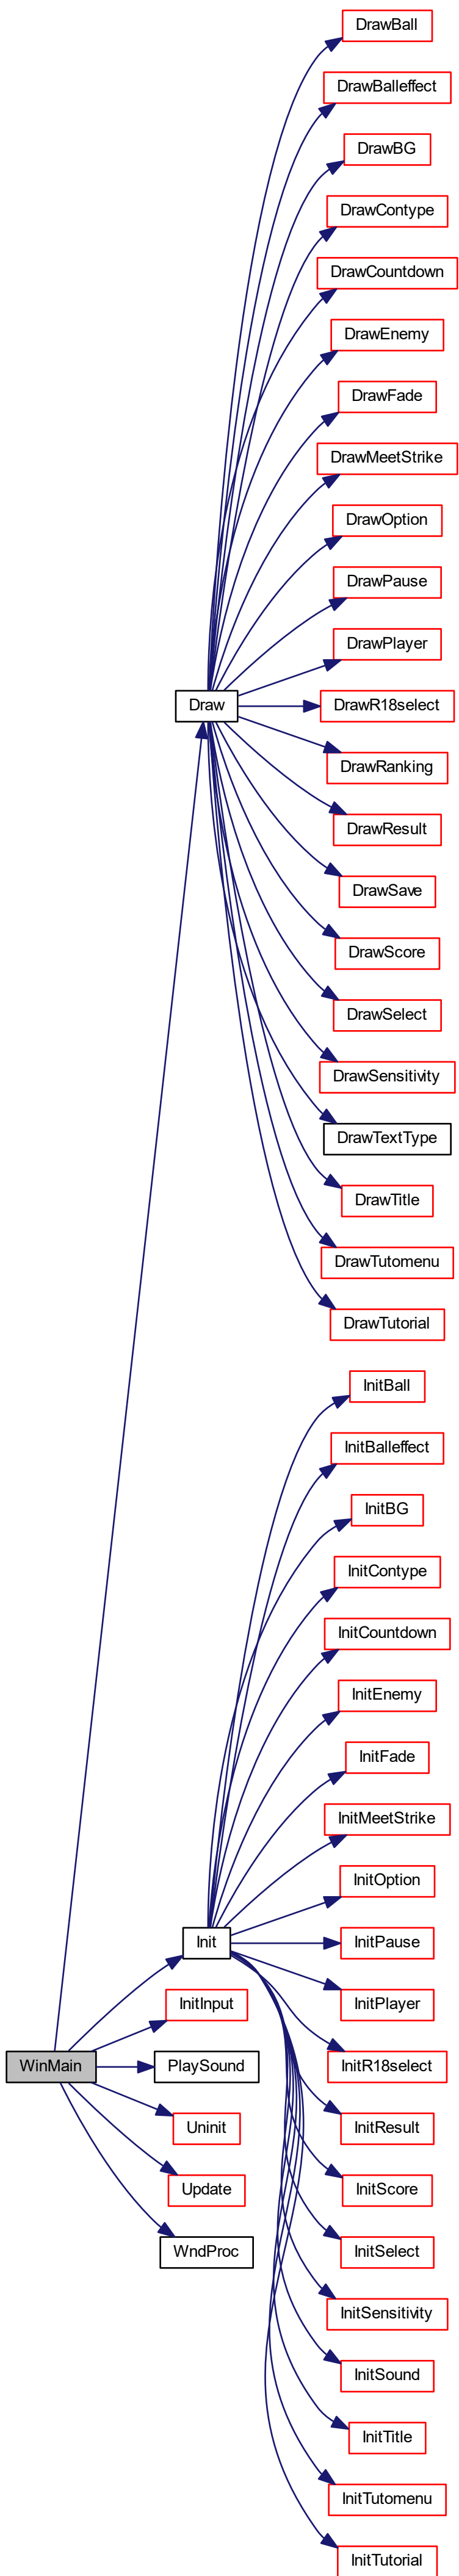 DrawBall
DrawBalleffect
DrawBG
DrawContype
DrawCountdown
DrawEnemy
DrawFade
DrawMeetStrike
DrawOption
DrawPause
DrawPlayer
Draw
DrawR18select
DrawRanking
DrawResult
DrawSave
DrawScore
DrawSelect
DrawSensitivity
DrawTextType
DrawTitle
DrawTutomenu
DrawTutorial
InitBall
InitBalleffect
InitBG
InitContype
InitCountdown
InitEnemy
InitFade
InitMeetStrike
InitOption
Init
InitPause
InitInput
InitPlayer
WinMain
PlaySound
InitR18select
Uninit
InitResult
Update
InitScore
WndProc
InitSelect
InitSensitivity
InitSound
InitTitle
InitTutomenu
InitTutorial